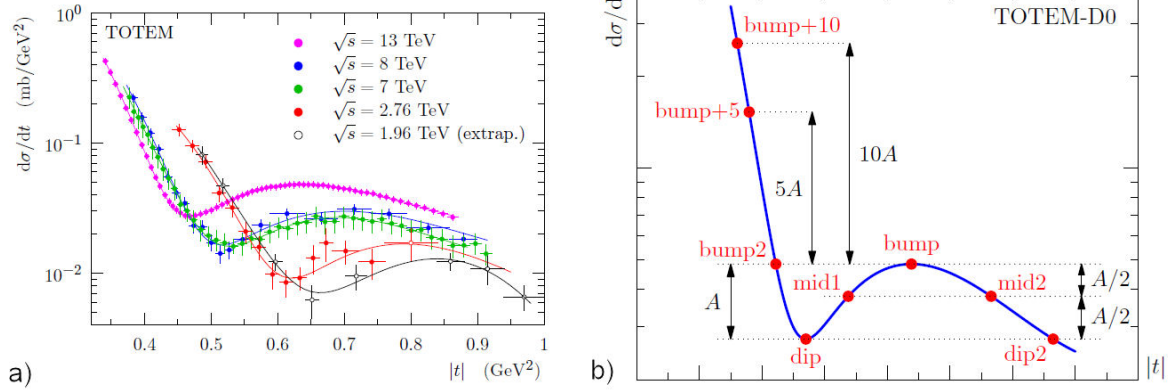 TOTEM
√s = 13 TeV
√s = 8 TeV
√s = 7 TeV
√s = 2.76 TeV
√s = 1.96 TeV (extrap.)
dσ/dt (mb/GeV²)
10⁰
10⁻¹
10⁻²
0.4 0.5 0.6 0.7 0.8 0.9 1
|t| (GeV²)
a)
TOTEM-D0
dσ/d
bump+10
bump+5
10A
5A
bump2
bump
mid1
mid2
A
A/2
A/2
dip
dip2
|t|
b)